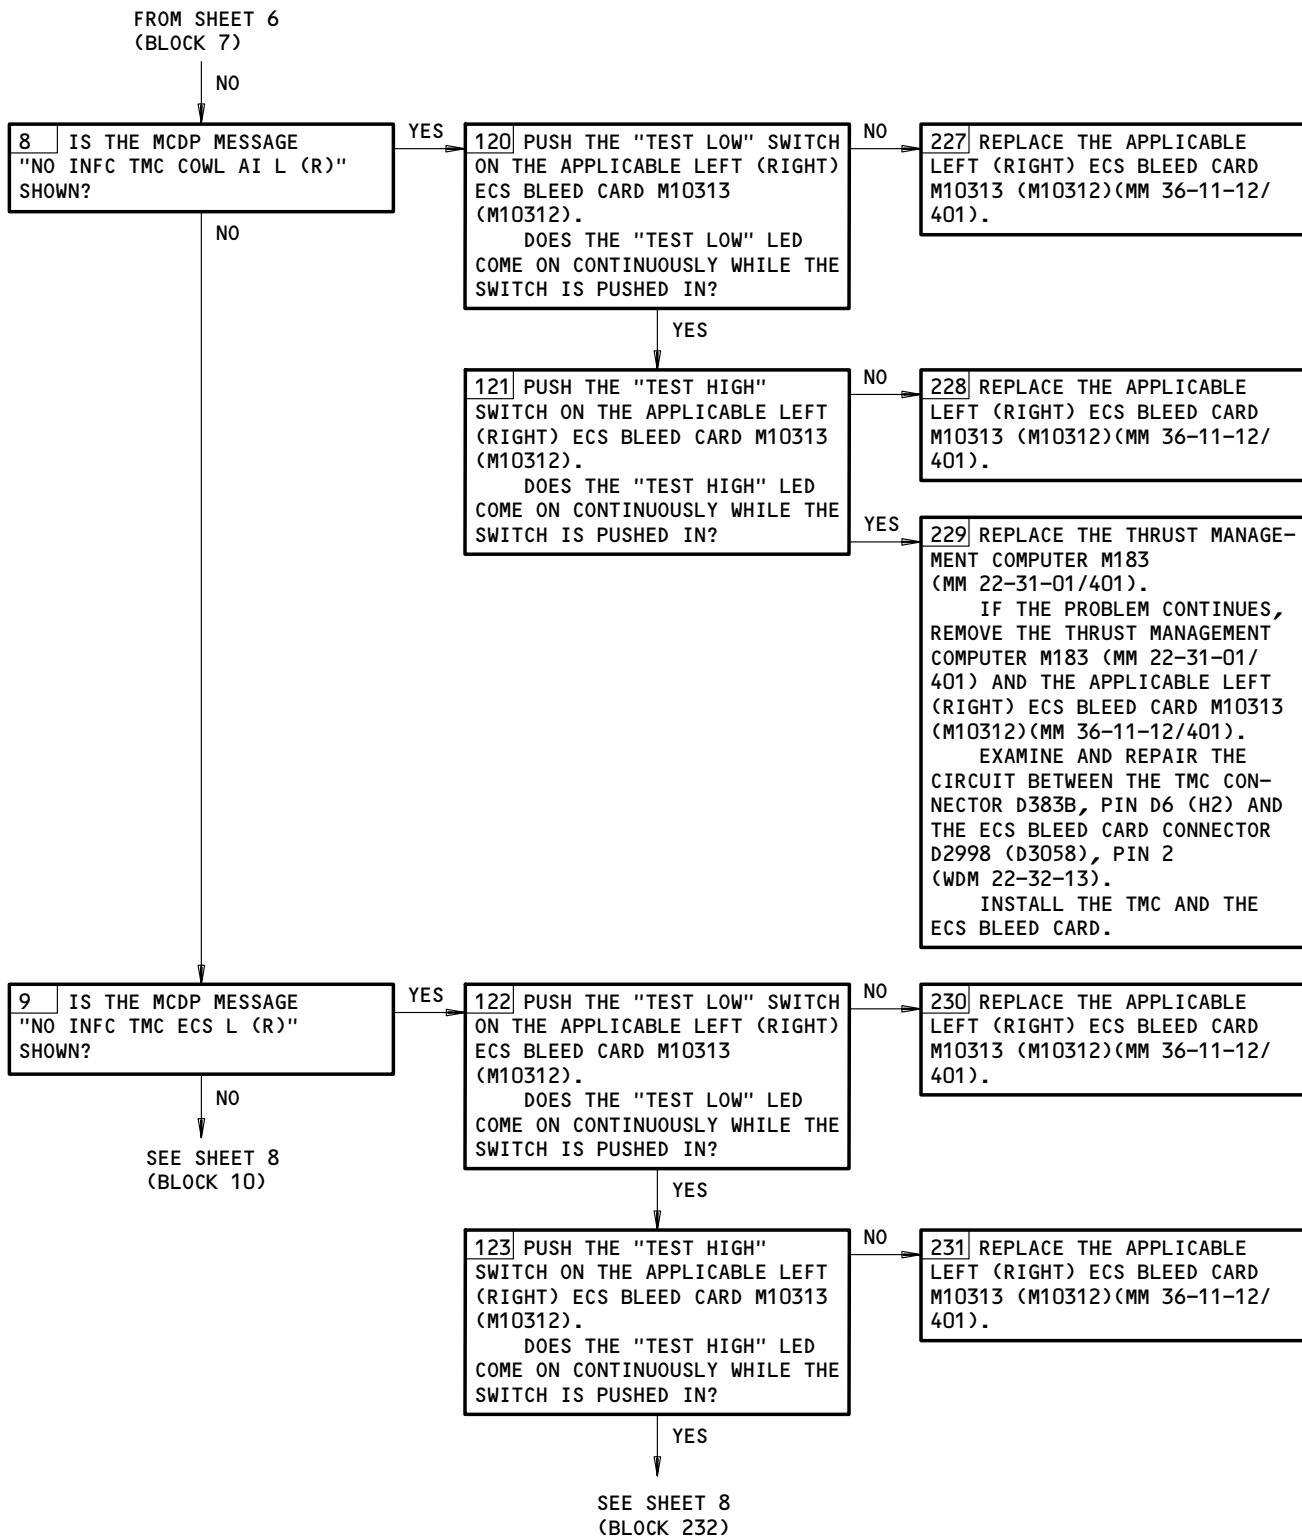 FROM SHEET 6
(BLOCK 7)
NO
8 IS THE MCDP MESSAGE
"NO INFC TMC COWL AI L (R)"
SHOWN?
YES
NO
120 PUSH THE "TEST LOW" SWITCH
ON THE APPLICABLE LEFT (RIGHT)
ECS BLEED CARD M10313
(M10312).
DOES THE "TEST LOW" LED
COME ON CONTINUOUSLY WHILE THE
SWITCH IS PUSHED IN?
NO
YES
227 REPLACE THE APPLICABLE
LEFT (RIGHT) ECS BLEED CARD
M10313 (M10312)(MM 36-11-12/
401).
121 PUSH THE "TEST HIGH"
SWITCH ON THE APPLICABLE LEFT
(RIGHT) ECS BLEED CARD M10313
(M10312).
DOES THE "TEST HIGH" LED
COME ON CONTINUOUSLY WHILE THE
SWITCH IS PUSHED IN?
NO
228 REPLACE THE APPLICABLE
LEFT (RIGHT) ECS BLEED CARD
M10313 (M10312)(MM 36-11-12/
401).
YES
229 REPLACE THE THRUST MANAGE-
MENT COMPUTER M183
(MM 22-31-01/401).
IF THE PROBLEM CONTINUES,
REMOVE THE THRUST MANAGEMENT
COMPUTER M183 (MM 22-31-01/
401) AND THE APPLICABLE LEFT
(RIGHT) ECS BLEED CARD M10313
(M10312)(MM 36-11-12/401).
EXAMINE AND REPAIR THE
CIRCUIT BETWEEN THE TMC CON-
NECTOR D383B, PIN D6 (H2) AND
THE ECS BLEED CARD CONNECTOR
D2998 (D3058), PIN 2
(WDM 22-32-13).
INSTALL THE TMC AND THE
ECS BLEED CARD.
9 IS THE MCDP MESSAGE
"NO INFC TMC ECS L (R)"
SHOWN?
YES
NO
SEE SHEET 8
(BLOCK 10)
122 PUSH THE "TEST LOW" SWITCH
ON THE APPLICABLE LEFT (RIGHT)
ECS BLEED CARD M10313
(M10312).
DOES THE "TEST LOW" LED
COME ON CONTINUOUSLY WHILE THE
SWITCH IS PUSHED IN?
NO
YES
230 REPLACE THE APPLICABLE
LEFT (RIGHT) ECS BLEED CARD
M10313 (M10312)(MM 36-11-12/
401).
123 PUSH THE "TEST HIGH"
SWITCH ON THE APPLICABLE LEFT
(RIGHT) ECS BLEED CARD M10313
(M10312).
DOES THE "TEST HIGH" LED
COME ON CONTINUOUSLY WHILE THE
SWITCH IS PUSHED IN?
NO
231 REPLACE THE APPLICABLE
LEFT (RIGHT) ECS BLEED CARD
M10313 (M10312)(MM 36-11-12/
401).
YES
SEE SHEET 8
(BLOCK 232)